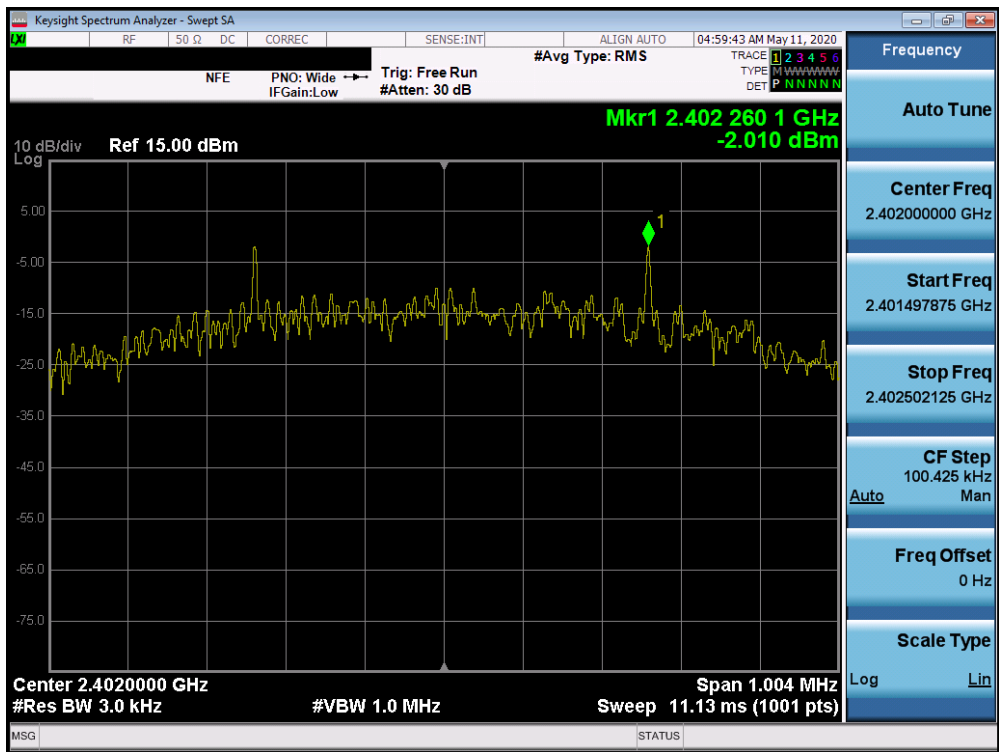 Keysight Spectrum Analyzer - Swept SA
LXI RF 50 Ω DC CORREC SENSE:INT ALIGN AUTO 04:59:43 AM May 11, 2020
NFE PNO: Wide Trig: Free Run #Avg Type: RMS TRACE 1 2 3 4 5 6
IFGain:Low #Atten: 30 dB TYPE M WWWWW
DET P N N N N N
Mkr1 2.402 260 1 GHz
-2.010 dBm
10 dB/div Ref 15.00 dBm
Log
5.00
1
-5.00
-15.0
-25.0
-35.0
-45.0
-55.0
-65.0
-75.0
Center 2.4020000 GHz Span 1.004 MHz
#Res BW 3.0 kHz #VBW 1.0 MHz Sweep 11.13 ms (1001 pts)
MSG STATUS
Frequency
Auto Tune
Center Freq
2.402000000 GHz
Start Freq
2.401497875 GHz
Stop Freq
2.402502125 GHz
CF Step
100.425 kHz
Auto Man
Freq Offset
0 Hz
Scale Type
Log Lin